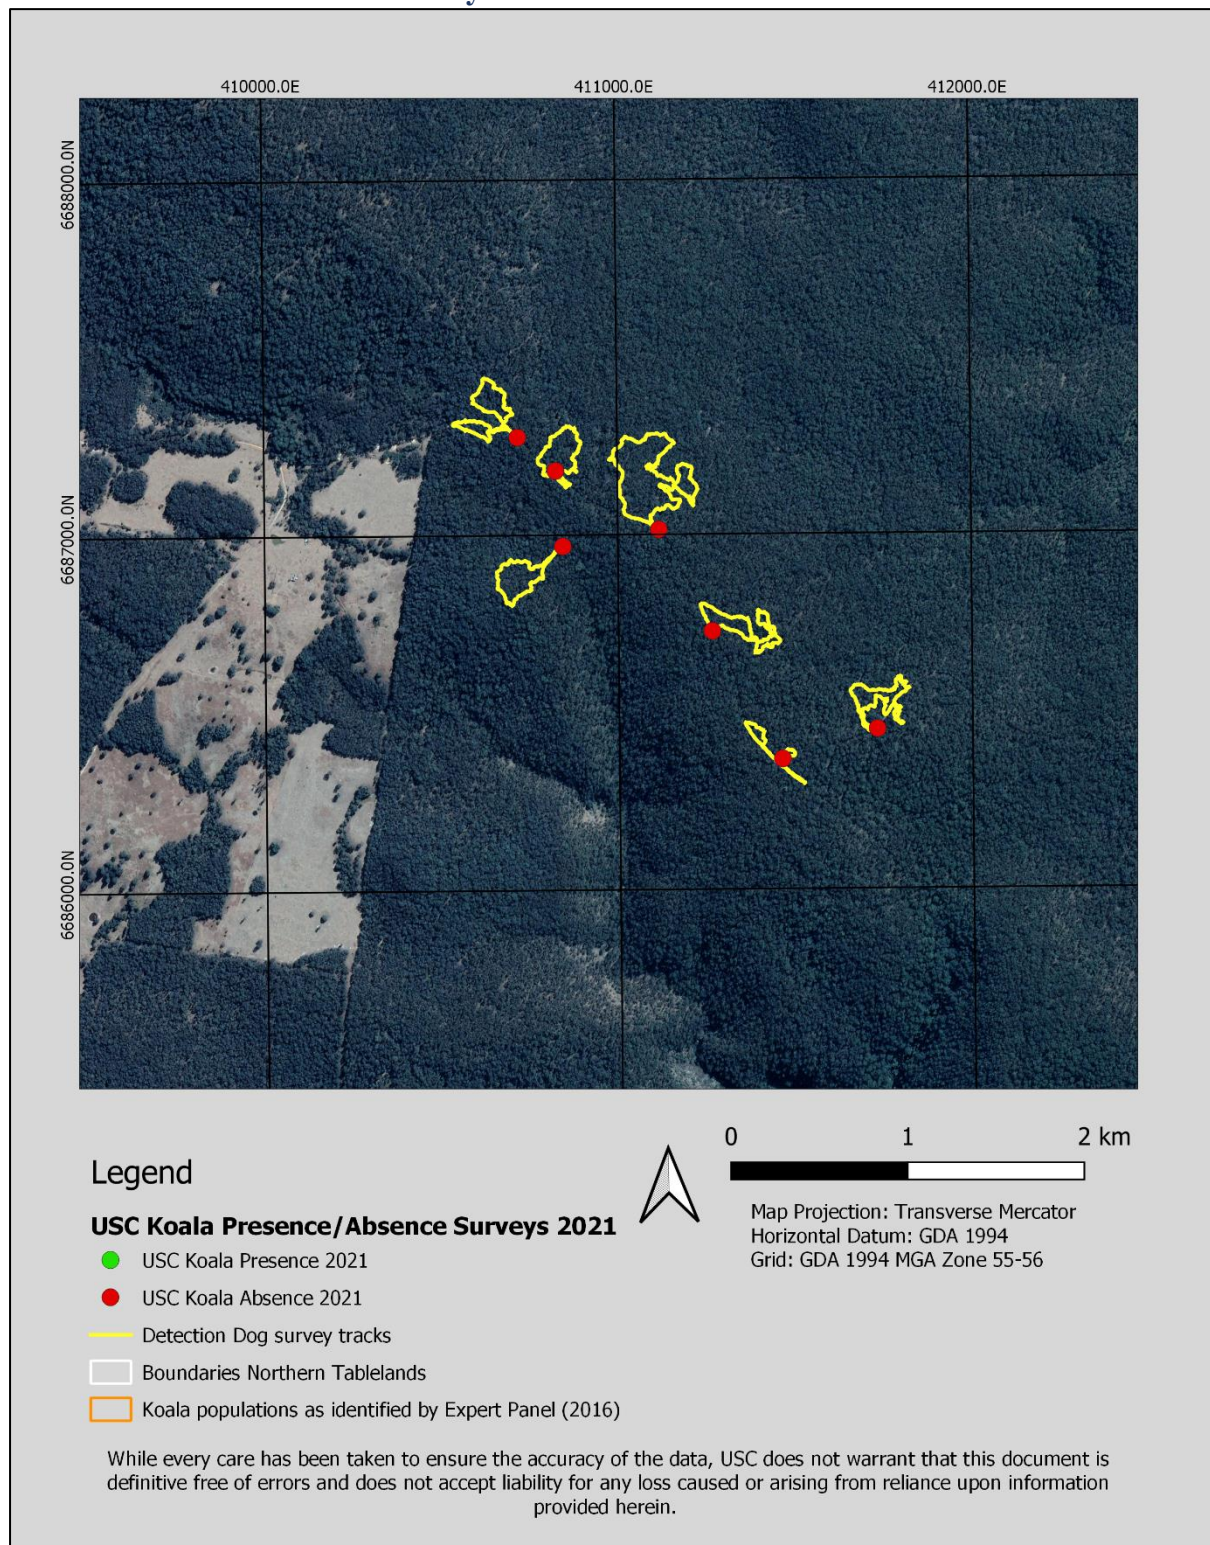 410000.0E
411000.0E
412000.0E
6688000.0N
6687000.0N
6686000.0N
0 1 2 km
Legend
USC Koala Presence/Absence Surveys 2021
USC Koala Presence 2021
USC Koala Absence 2021
Detection Dog survey tracks
Boundaries Northern Tablelands
Koala populations as identified by Expert Panel (2016)
Map Projection: Transverse Mercator
Horizontal Datum: GDA 1994
Grid: GDA 1994 MGA Zone 55-56
While every care has been taken to ensure the accuracy of the data, USC does not warrant that this document is
definitive free of errors and does not accept liability for any loss caused or arising from reliance upon information
provided herein.